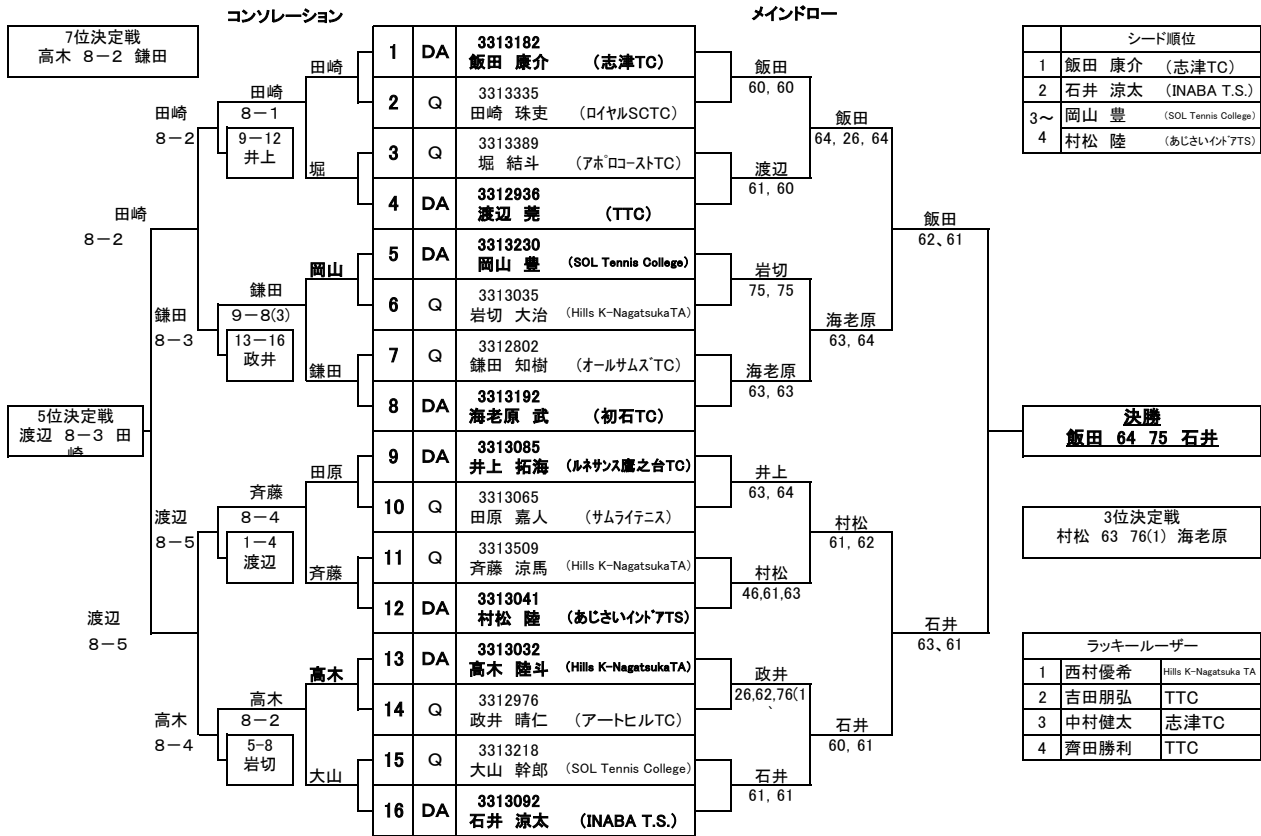 コンソレーション
メインドロー
7位決定戦
高木 8-2 鎌田
田崎
8-2
田崎
8-1
9-12
井上
田崎
堀
田崎
8-2
鎌田
8-3
鎌田
9-8(3)
13-16
政井
岡山
鎌田
5位決定戦
渡辺 8-3 田
崎
渡辺
8-5
斉藤
8-4
1-4
渡辺
田原
斉藤
渡辺
8-5
高木
8-4
高木
8-2
5-8
岩切
高木
大山
1 DA 3313182
飯田 康介 (志津TC)
2 Q 3313335
田崎 珠吏 (ロイヤルSCTC)
3 Q 3313389
堀 結斗 (アポロコーストTC)
4 DA 3312936
渡辺 莞 (TTC)
5 DA 3313230
岡山 豊 (SOL Tennis College)
6 Q 3313035
岩切 大治 (Hills K-NagatsukaTA)
7 Q 3312802
鎌田 知樹 (オールサムズTC)
8 DA 3313192
海老原 武 (初石TC)
9 DA 3313085
井上 拓海 (ルネサンス鷹之台TC)
10 Q 3313065
田原 嘉人 (サムライテニス)
11 Q 3313509
斉藤 涼馬 (Hills K-NagatsukaTA)
12 DA 3313041
村松 陸 (あじさいインドアTS)
13 DA 3313032
高木 陸斗 (Hills K-NagatsukaTA)
14 Q 3312976
政井 晴仁 (アートヒルTC)
15 Q 3313218
大山 幹郎 (SOL Tennis College)
16 DA 3313092
石井 涼太 (INABA T.S.)
飯田
60, 60
渡辺
61, 60
岩切
75, 75
海老原
63, 63
井上
63, 64
村松
46,61,63
政井
26,62,76(1
、
石井
61, 61
飯田
64, 26, 64
海老原
63, 64
村松
61, 62
石井
60, 61
飯田
62、61
石井
63、61
シード順位
1 飯田 康介 (志津TC)
2 石井 涼太 (INABA T.S.)
3～ 岡山 豊 (SOL Tennis College)
4 村松 陸 (あじさいインドアTS)
決勝
飯田 64 75 石井
3位決定戦
村松 63 76(1) 海老原
ラッキールーザー
1 西村優希 Hills K-Nagatsuka TA
2 吉田朋弘 TTC
3 中村健太 志津TC
4 齊田勝利 TTC